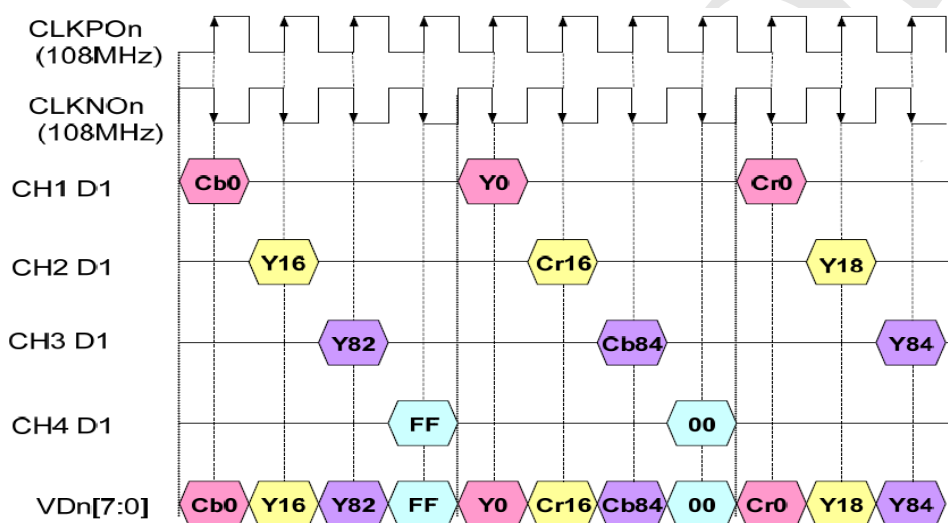 CLKPOn
(108MHz)
CLKNOn
(108MHz)
CH1 D1 Cb0 Y0 Cr0
CH2 D1 Y16 Cr16 Y18
CH3 D1 Y82 Cb84 Y84
CH4 D1 FF 00
VDn[7:0] Cb0 Y16 Y82 FF Y0 Cr16 Cb84 00 Cr0 Y18 Y84